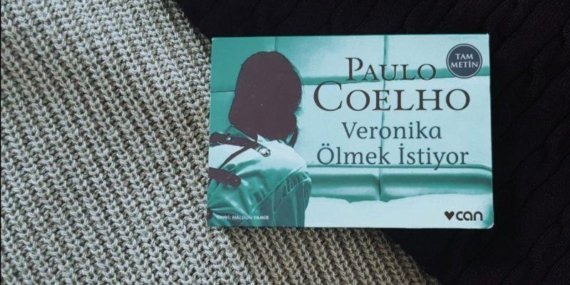 TAM
METİN
PAULO
COELHO
Veronika
Ölmek İstiyor
can